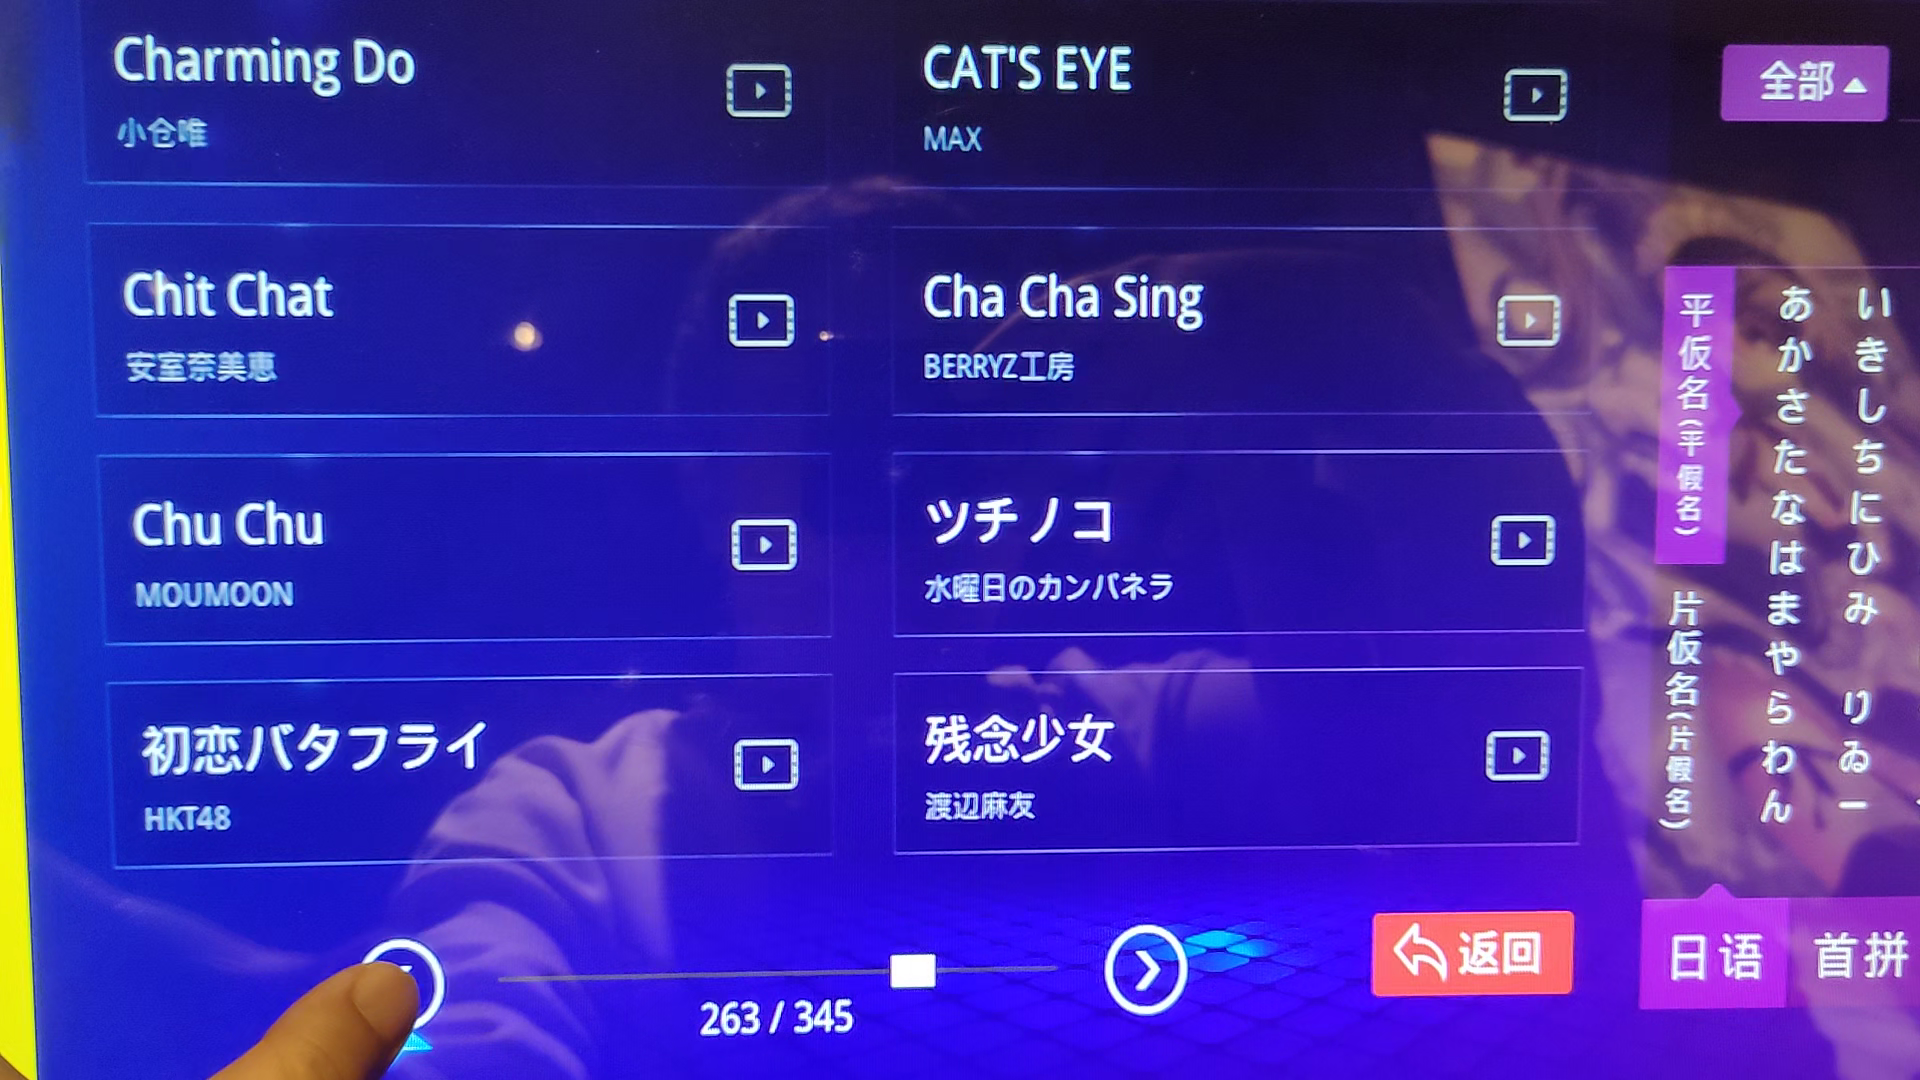 Charming Do
小仓唯
CAT'S EYE
MAX
Chit Chat
安室奈美恵
Cha Cha Sing
BERRYZ工房
Chu Chu
MOUMOON
ツチノコ
水曜日のカンパネラ
初恋バタフライ
HKT48
残念少女
渡辺麻友
263 / 345
返回
全部
平仮名(平假名)
片仮名(片假名)
あかさたなはまやらわん
いきしちにひみ りゐー
日语
首拼